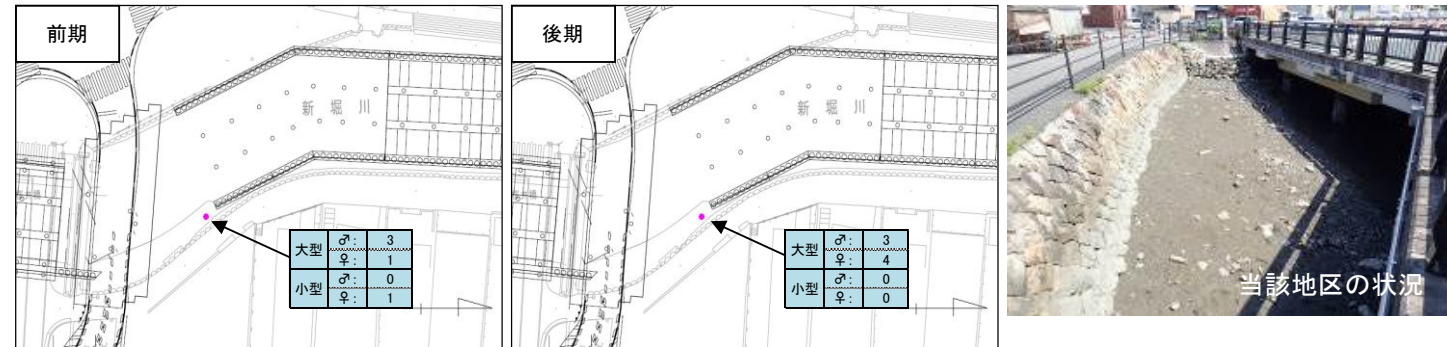 前期
新堀川
大型 ♂: 3
♀: 1
小型 ♂: 0
♀: 1
後期
新堀川
大型 ♂: 3
♀: 4
小型 ♂: 0
♀: 0
当該地区の状況